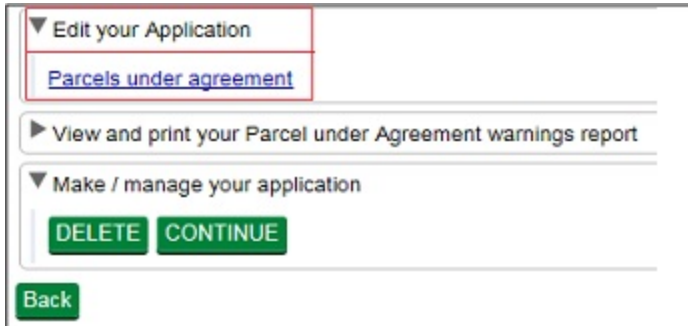 Edit your Application
Parcels under agreement
View and print your Parcel under Agreement warnings report
Make / manage your application
DELETE CONTINUE
Back